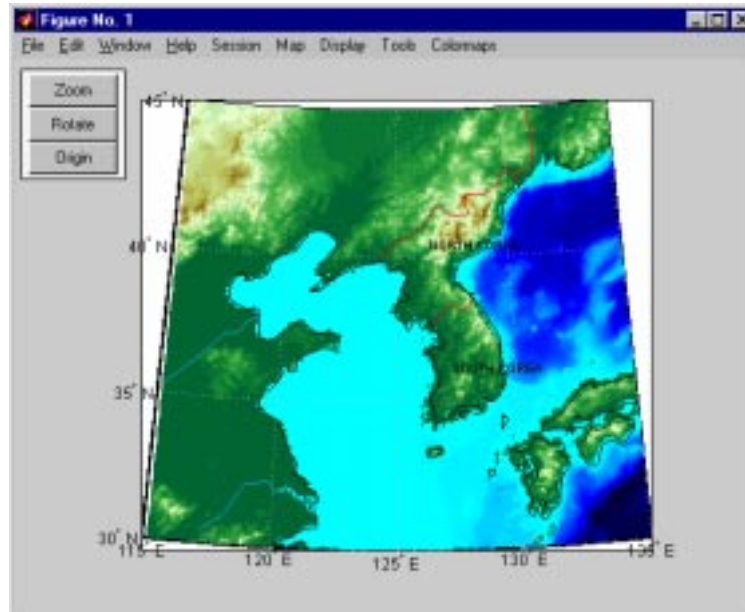 Figure No. 1
File Edit Window Help Session Map Display Tools Colormaps
Zoom
Rotate
Origin
45° N
40° N
35° N
30° N
115° E
120° E
125° E
130° E
135° E
NORTH KOREA
SOUTH KOREA